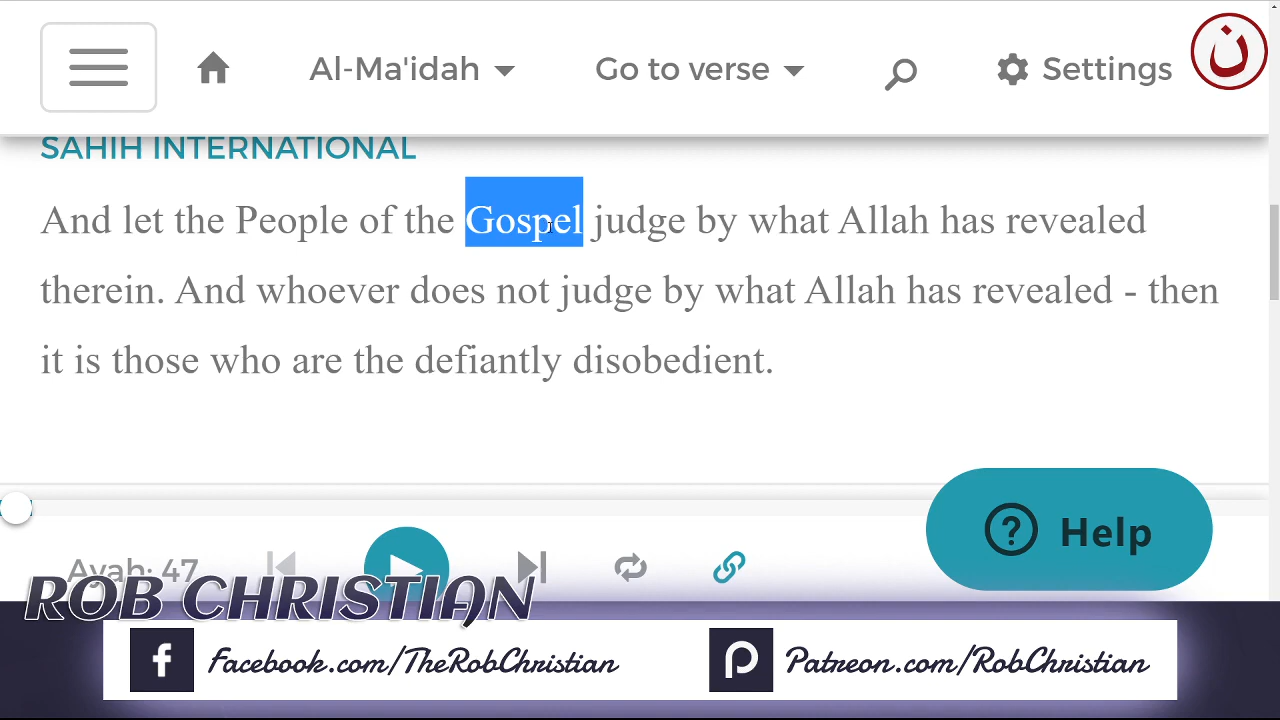 Al-Ma'idah
Go to verse
Settings
ن
SAHIH INTERNATIONAL
And let the People of the Gospel judge by what Allah has revealed
therein. And whoever does not judge by what Allah has revealed - then
it is those who are the defiantly disobedient.
? Help
Ayah: 47
ROB CHRISTIAN
f Facebook.com/TheRobChristian
Patreon.com/RobChristian